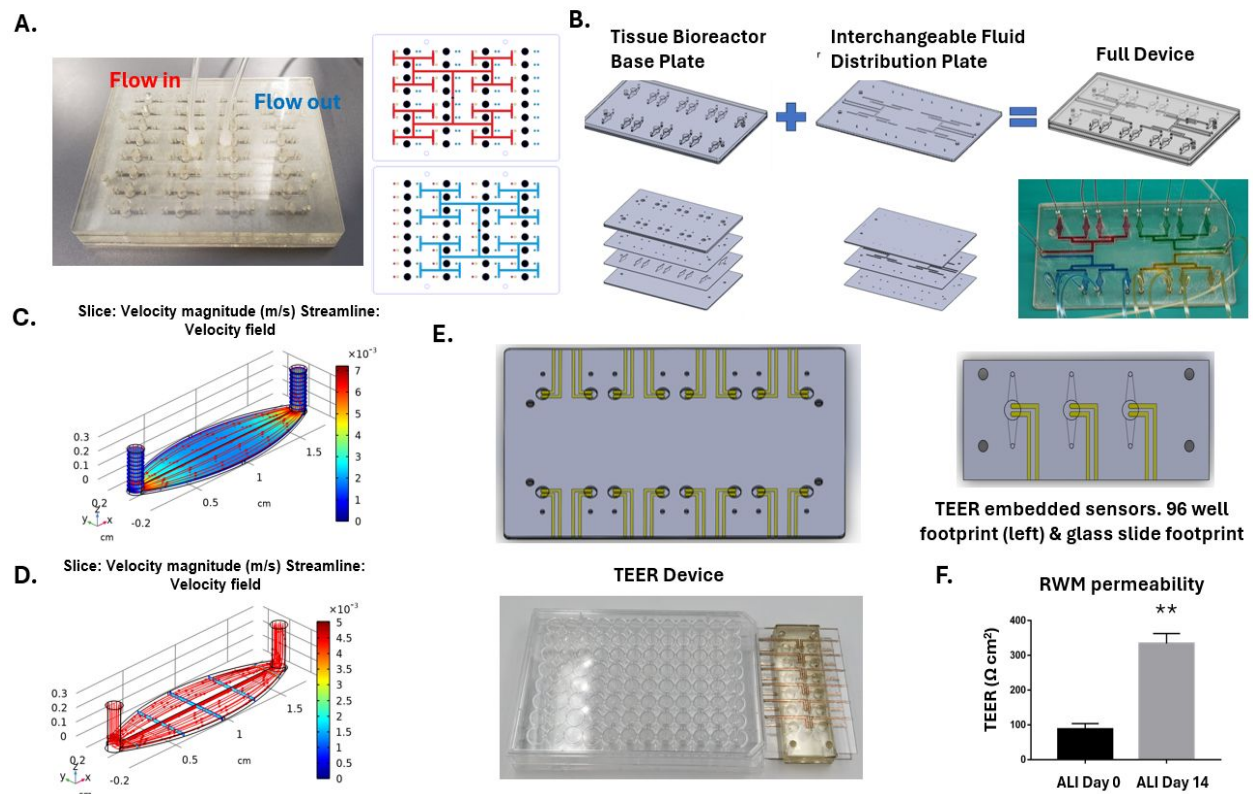 A.
Flow in
Flow out
B.
Tissue Bioreactor
Base Plate
Interchangeable Fluid
Distribution Plate
Full Device
C.
Slice: Velocity magnitude (m/s) Streamline:
Velocity field
×10⁻³
7
6
5
4
3
2
1
0
0.3
0.2
0.1
0
0.2
-0.2
cm
0.5
1
1.5
cm
z
y
x
D.
Slice: Velocity magnitude (m/s) Streamline:
Velocity field
×10⁻³
5
4.5
4
3.5
3
2.5
2
1.5
1
0.5
0
0.3
0.2
0.1
0
0.2
-0.2
cm
0.5
1
1.5
cm
z
y
x
E.
TEER embedded sensors. 96 well
footprint (left) & glass slide footprint
TEER Device
F.
RWM permeability
**
TEER (Ω cm²)
400
300
200
100
0
ALI Day 0
ALI Day 14